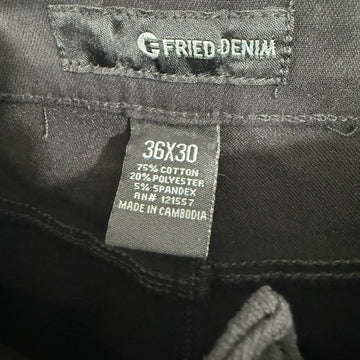 FRIED DENIM
36X30
75% COTTON
20% POLYESTER
5% SPANDEX
RN# 121557
MADE IN CAMBODIA